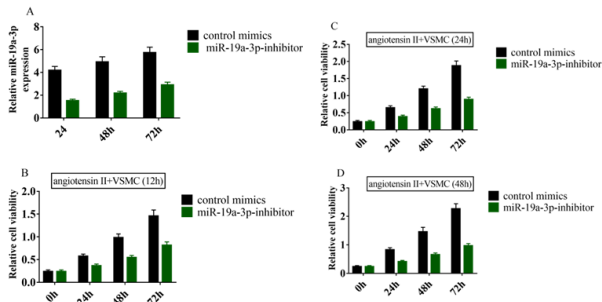 A
Relative miR-19a-3p
expression
8
6
4
2
0
24
48h
72h
control mimics
miR-19a-3p-inhibitor
B
angiotensin II+VSMC (12h)
Relative cell viability
2.0
1.5
1.0
0.5
0.0
0h
24h
48h
72h
control mimics
miR-19a-3p-inhibitor
C
angiotensin II+VSMC (24h)
Relative cell viability
2.5
2.0
1.5
1.0
0.5
0.0
0h
24h
48h
72h
control mimics
miR-19a-3p-inhibitor
D
angiotensin II+VSMC (48h)
Relative cell viability
3
2
1
0
0h
24h
48h
72h
control mimics
miR-19a-3p-inhibitor